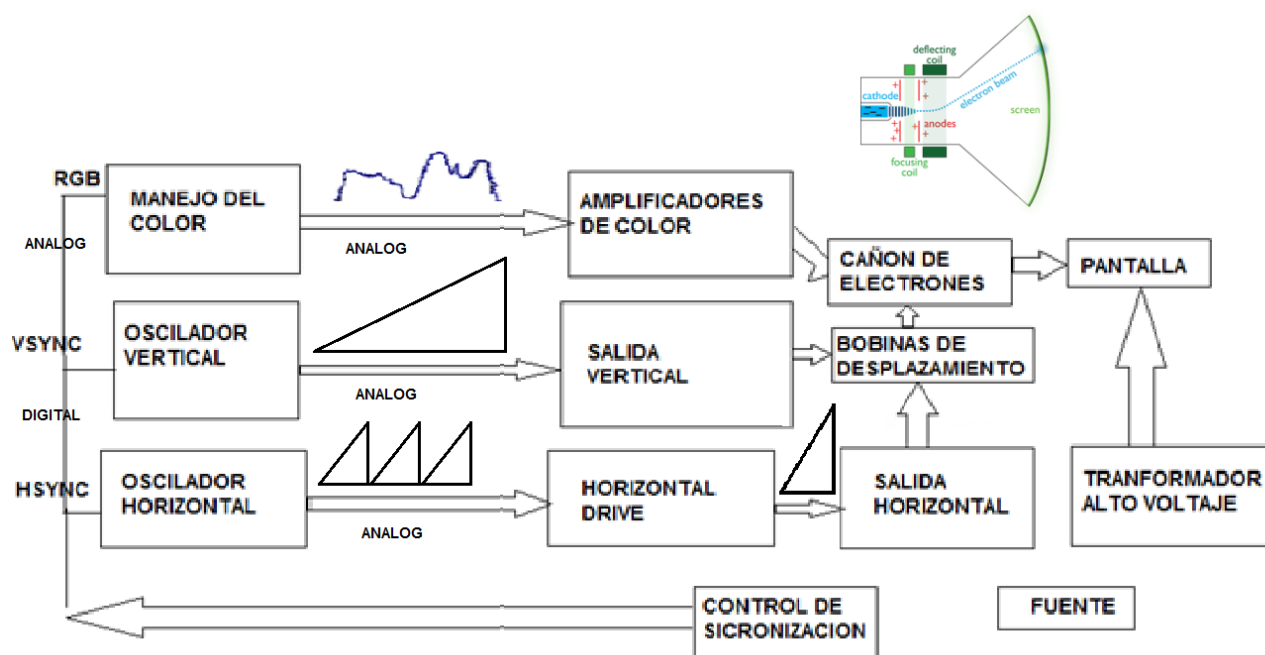 deflecting
coil
cathode
electron beam
anodes
screen
focusing
coil
RGB
MANEJO DEL
COLOR
ANALOG
ANALOG
AMPLIFICADORES
DE COLOR
CAÑON DE
ELECTRONES
PANTALLA
VSYNC
OSCILADOR
VERTICAL
ANALOG
SALIDA
VERTICAL
BOBINAS DE
DESPLAZAMIENTO
DIGITAL
HSYNC
OSCILADOR
HORIZONTAL
ANALOG
HORIZONTAL
DRIVE
SALIDA
HORIZONTAL
TRANFORMADOR
ALTO VOLTAJE
CONTROL DE
SICRONIZACION
FUENTE